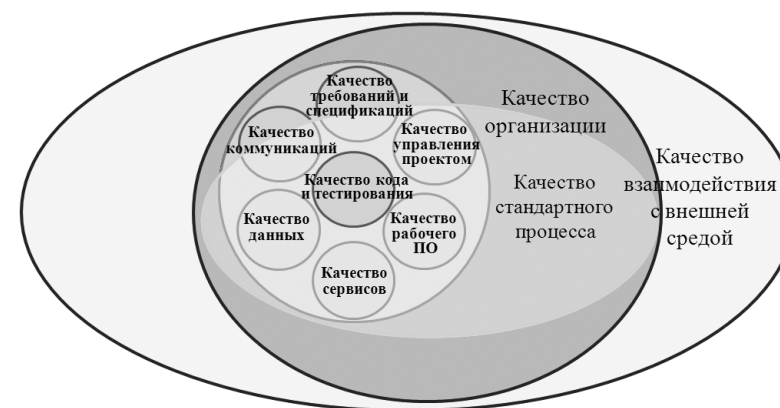 Качество
требований и
спецификаций
Качество
коммуникаций
Качество
управления
проектом
Качество кода
и тестирования
Качество
данных
Качество
рабочего
ПО
Качество
сервисов
Качество
организации
Качество
стандартного
процесса
Качество
взаимодействия
с внешней
средой